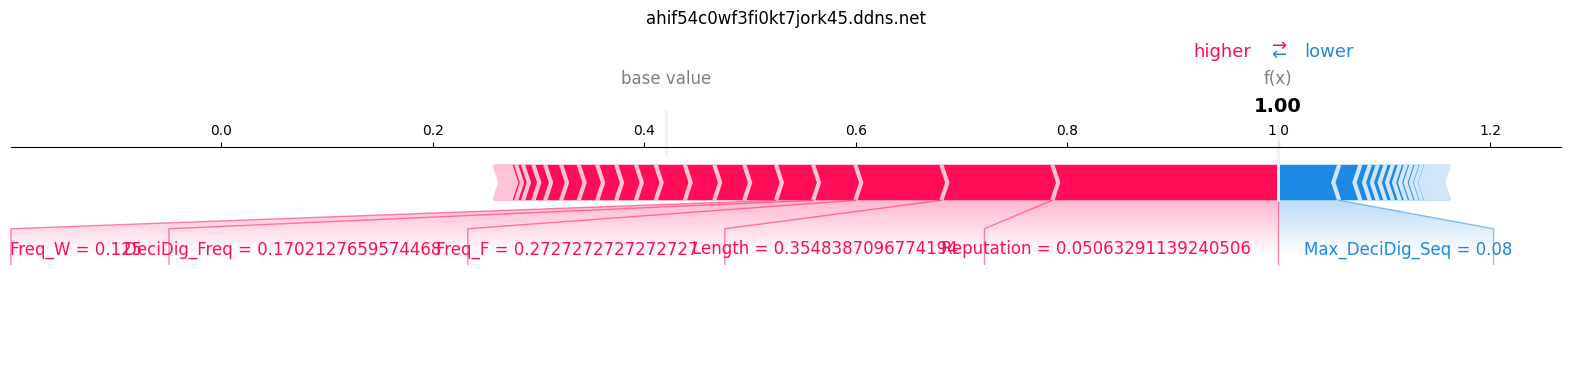 ahif54c0wf3fi0kt7jork45.ddns.net
higher ⇄ lower
base value f(x)
1.00
0.0 0.2 0.4 0.6 0.8 1.0 1.2
Freq_W = 0.125 DeciDig_Freq = 0.1702127659574468 Freq_F = 0.2727272727272727 Length = 0.3548387096774194 Reputation = 0.05063291139240506 Max_DeciDig_Seq = 0.08